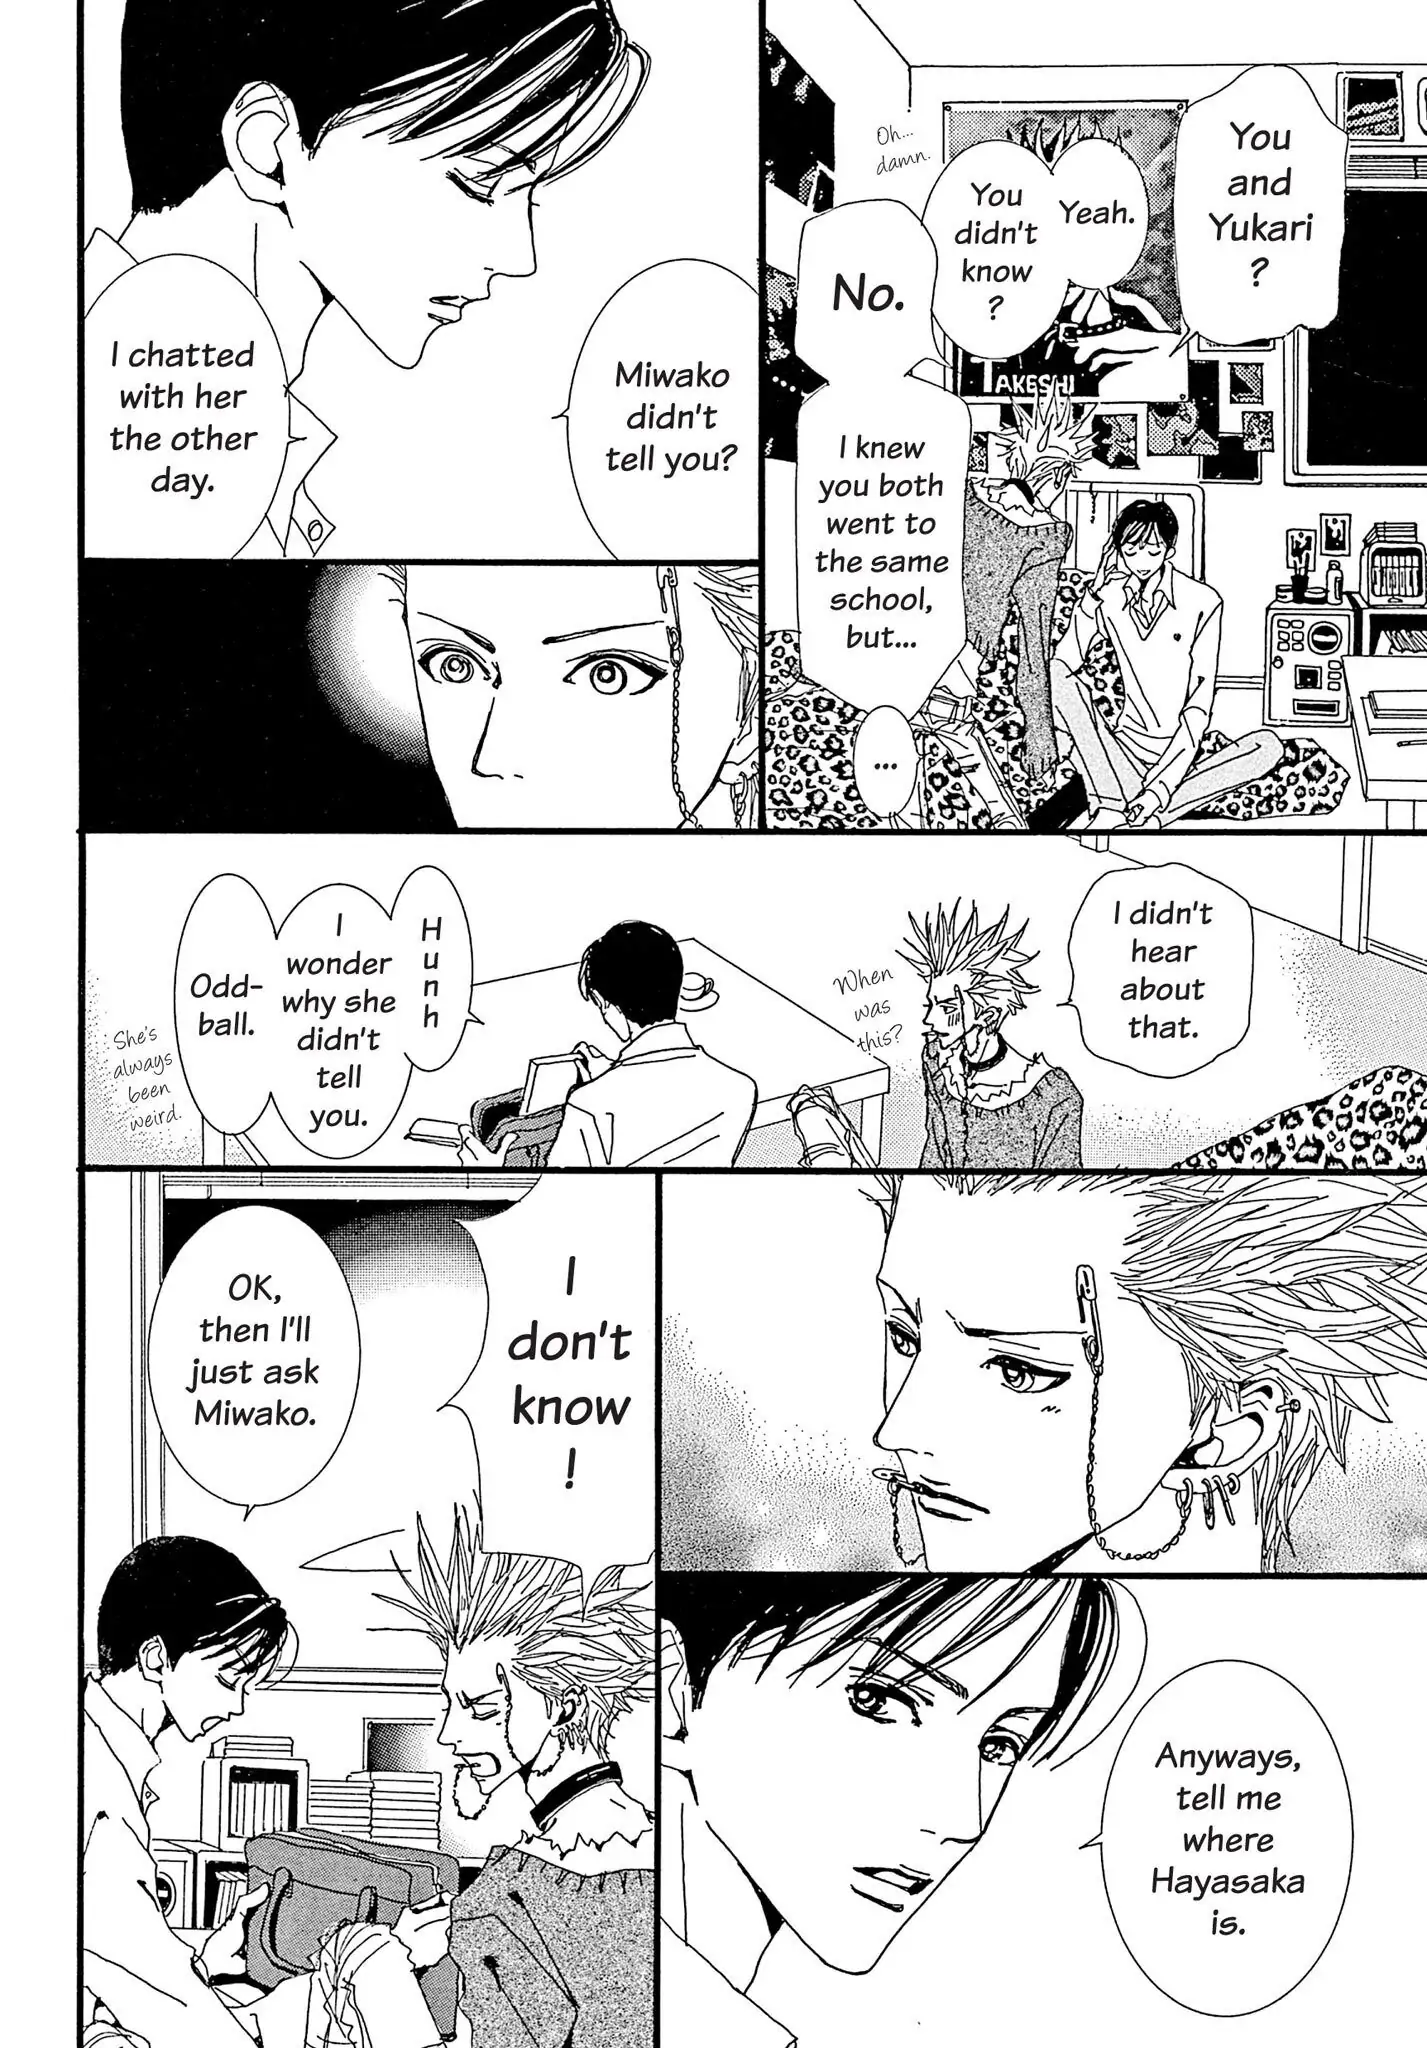 You
and
Yukari
?
Yeah.
You
didn't
know
?
Oh...
damn.
No.
I knew
you both
went to
the same
school,
but...
...
TAKESHI
Miwako
didn't
tell you?
I chatted
with her
the other
day.
I didn't
hear
about
that.
When
was
this?
Hunh
I
wonder
why she
didn't
tell
you.
Odd-
ball.
She's
always
been
weird.
Anyways,
tell me
where
Hayasaka
is.
I
don't
know
!
OK,
then I'll
just ask
Miwako.